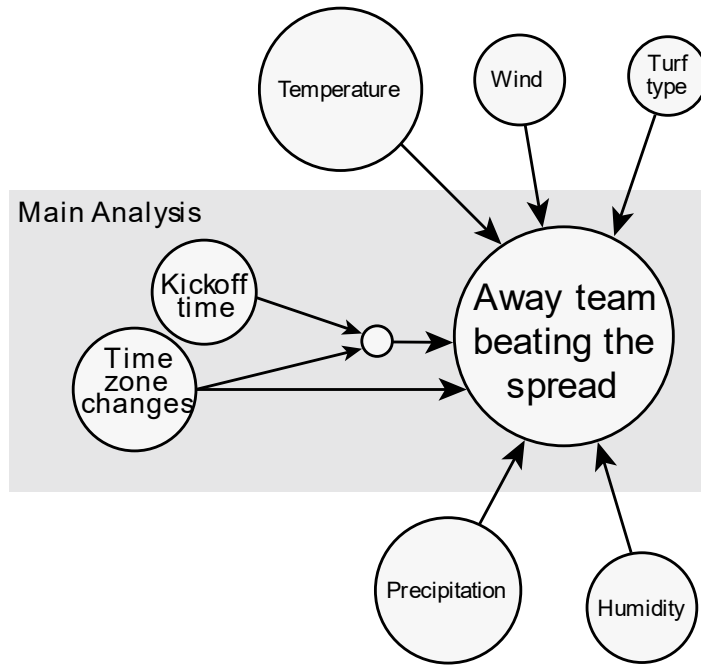 Temperature
Wind
Turf
type
Main Analysis
Kickoff
time
Time
zone
changes
Away team
beating the
spread
Precipitation
Humidity